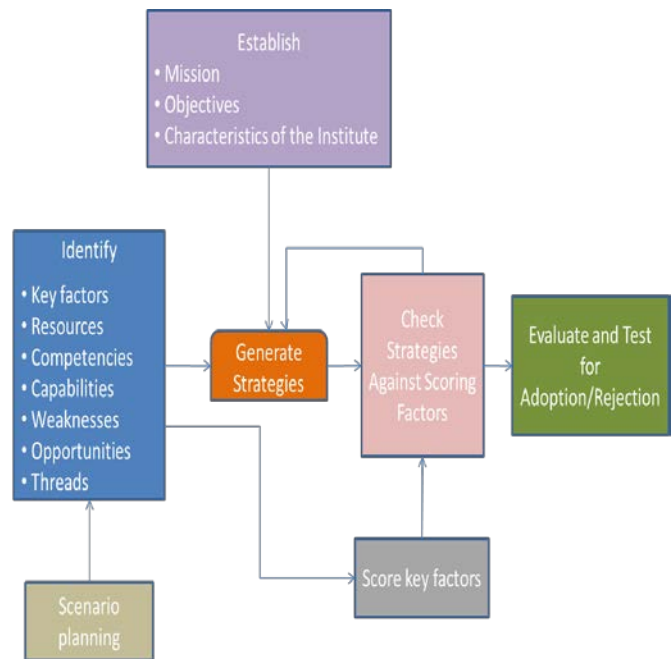 Establish
• Mission
• Objectives
• Characteristics of the Institute
Identify
• Key factors
• Resources
• Competencies
• Capabilities
• Weaknesses
• Opportunities
• Threads
Generate
Strategies
Check
Strategies
Against Scoring
Factors
Evaluate and Test
for
Adoption/Rejection
Score key factors
Scenario
planning